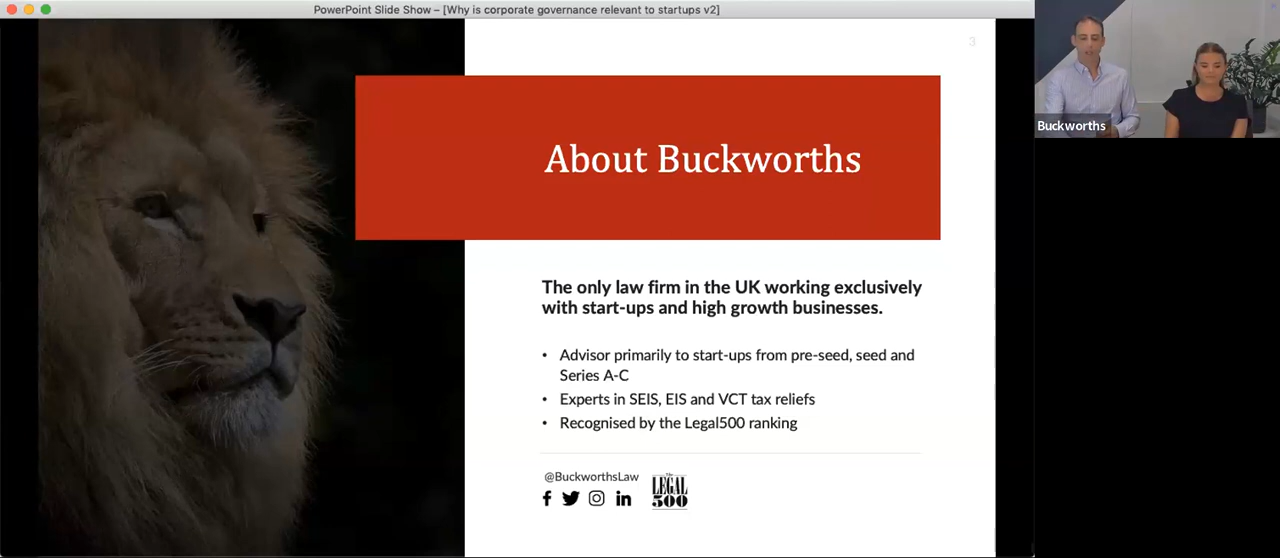 PowerPoint Slide Show – [Why is corporate governance relevant to startups v2]
3
About Buckworths
The only law firm in the UK working exclusively
with start-ups and high growth businesses.
• Advisor primarily to start-ups from pre-seed, seed and
Series A-C
• Experts in SEIS, EIS and VCT tax reliefs
• Recognised by the Legal500 ranking
@BuckworthsLaw
The
LEGAL
500
Buckworths